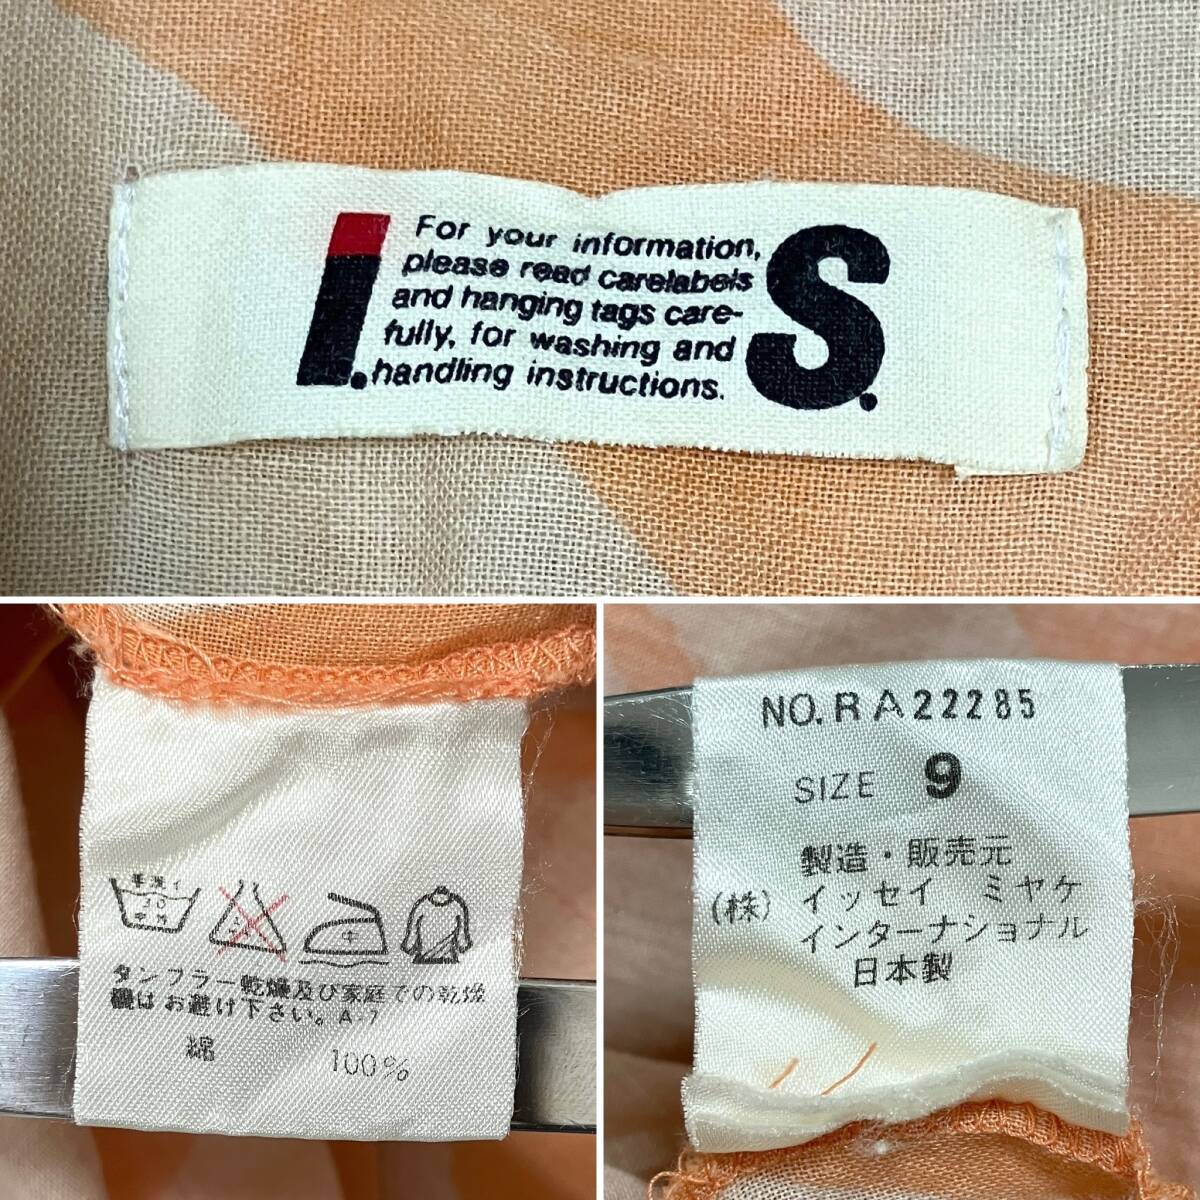 I. S.
For your information,
please read carelabels
and hanging tags care-
fully, for washing and
handling instructions.
30
中性
タンブラー乾燥及び家庭での乾燥
機はお避け下さい。A-7
綿 100%
NO.RA22285
SIZE 9
製造・販売元
(株) イッセイ ミヤケ
インターナショナル
日本製